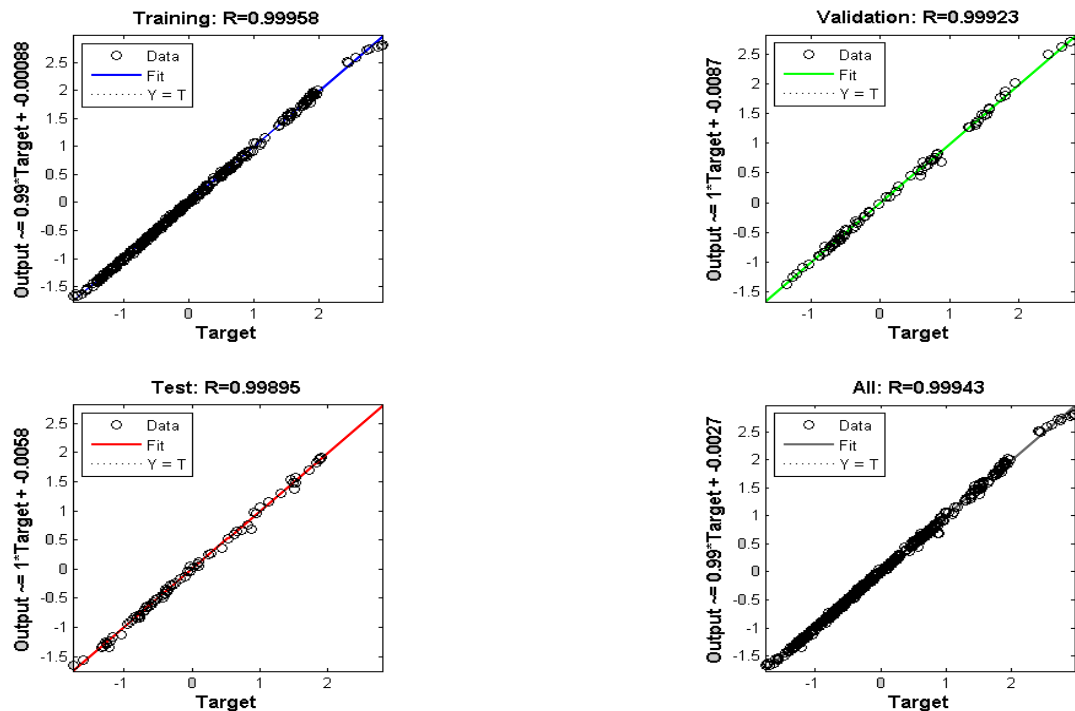 Training: R=0.99958
Output ~= 0.99*Target + -0.00088
Data
Fit
Y = T
2.5
2
1.5
1
0.5
0
-0.5
-1
-1.5
-1
0
1
2
Target
Validation: R=0.99923
Output ~= 1*Target + -0.0087
Data
Fit
Y = T
2.5
2
1.5
1
0.5
0
-0.5
-1
-1.5
-1
0
1
2
Target
Test: R=0.99895
Output ~= 1*Target + -0.0058
Data
Fit
Y = T
2.5
2
1.5
1
0.5
0
-0.5
-1
-1.5
-1
0
1
2
Target
All: R=0.99943
Output ~= 0.99*Target + -0.0027
Data
Fit
Y = T
2.5
2
1.5
1
0.5
0
-0.5
-1
-1.5
-1
0
1
2
Target